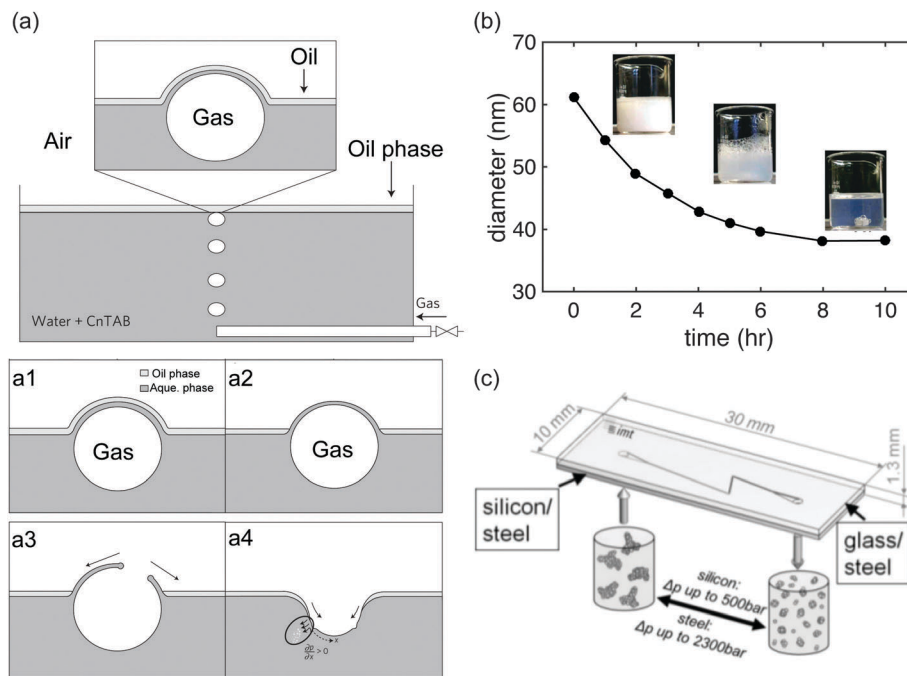 (a)
Oil
Gas
Air
Oil phase
Gas
Water + CnTAB
a1
Oil phase
Aque. phase
Gas
a2
Gas
a3
a4
x
∂p/∂x > 0
(b)
70
60
50
40
30
diameter (nm)
0 2 4 6 8 10
time (hr)
(c)
10 mm
30 mm
1.3 mm
imt
silicon/
steel
glass/
steel
silicon:
Δp up to 500bar
steel:
Δp up to 2300bar